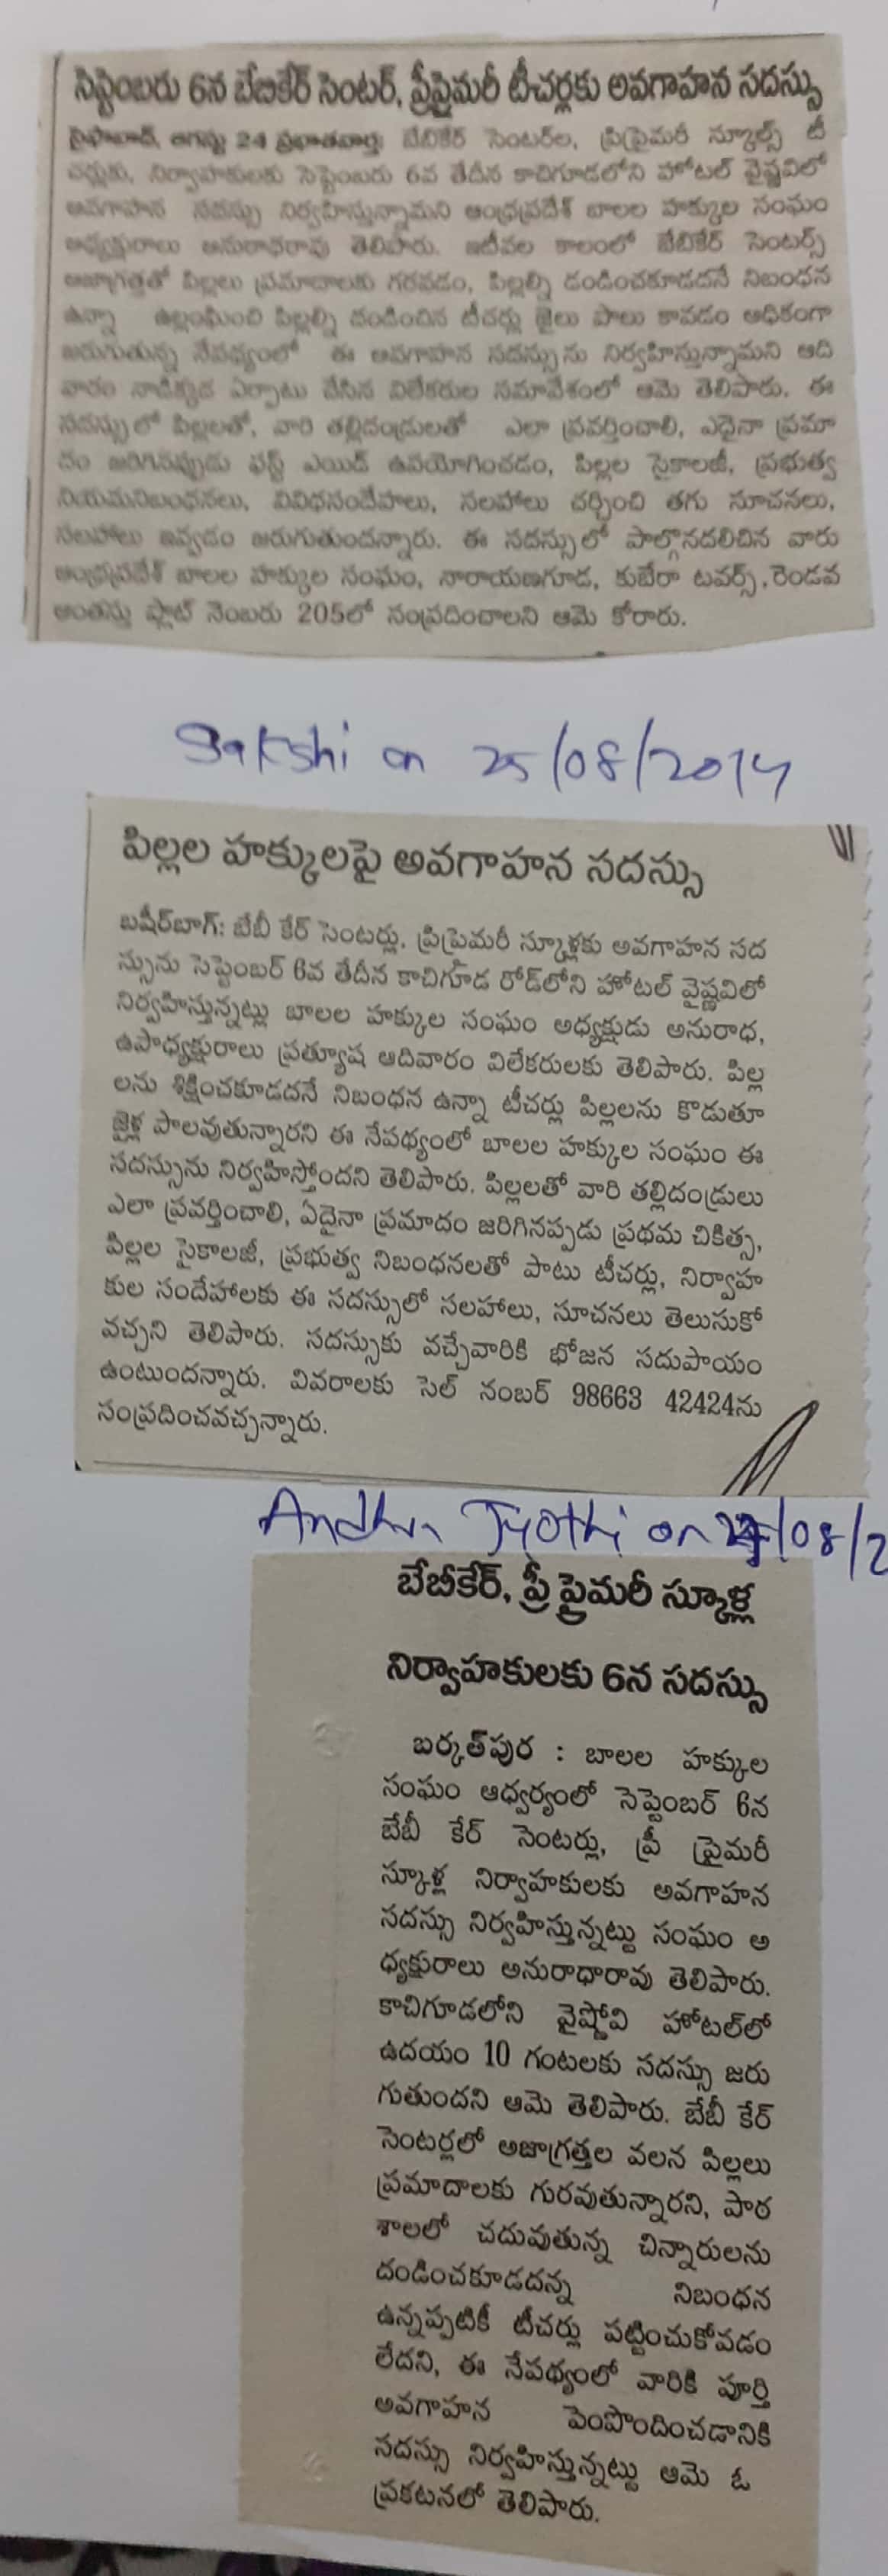 సెప్టెంబరు 6న బేబికేర్ సెంటర్, ప్రీప్రైమరీ టీచర్లకు అవగాహన సదస్సు
సైఫాబాద్, ఆగస్టు 24 ప్రభాతవార్త: బేబికేర్ సెంటర్‌ల, ప్రిప్రైమరీ స్కూల్స్ టీ
చర్లుకు, నిర్వాహకులకు సెప్టెంబరు 6వ తేదీన కాచిగూడలోని హోటల్ వైష్ణవిలో
అవగాహన సదస్సు నిర్వహిస్తున్నామని ఆంధ్రప్రదేశ్ బాలల హక్కుల సంఘం
అధ్యక్షురాలు అనురాధరావు తెలిపారు. ఇటీవల కాలంలో బేబికేర్ సెంటర్స్
అజాగ్రత్తతో పిల్లలు ప్రమాదాలకు గురవడం, పిల్లల్ని దండించకూడదనే నిబంధన
ఉన్నా ఉల్లంఘించి పిల్లల్ని దండించిన టీచర్లు జైలు పాలు కావడం అధికంగా
జరుగుతున్న నేపథ్యంలో ఈ అవగాహన సదస్సును నిర్వహిస్తున్నామని ఆది
వారం నాడిక్కడ ఏర్పాటు చేసిన విలేకరుల సమావేశంలో ఆమె తెలిపారు. ఈ
సదస్సులో పిల్లలతో, వారి తల్లిదండ్రులతో ఎలా ప్రవర్తించాలి, ఎదైనా ప్రమా
దం జరిగినప్పుడు ఫస్ట్ ఎయిడ్ ఉపయోగించడం, పిల్లల సైకాలజీ, ప్రభుత్వ
నియమనిబంధనలు, వివిధసందేహాలు, సలహాలు చర్చించి తగు సూచనలు,
సలహాలు ఇవ్వడం జరుగుతుందన్నారు. ఈ సదస్సులో పాల్గొనదలిచిన వారు
ఆంధ్రప్రదేశ్ బాలల హక్కుల సంఘం, నారాయణగూడ, కుబేరా టవర్స్, రెండవ
అంతస్తు ప్లాట్ నెంబరు 205లో సంప్రదించాలని ఆమె కోరారు.
Sakshi on 25/08/2014
పిల్లల హక్కులపై అవగాహన సదస్సు
బషీర్‌బాగ్: బేబీ కేర్ సెంటర్లు, ప్రిప్రైమరీ స్కూళ్లకు అవగాహన సద
స్సును సెప్టెంబర్ 6వ తేదీన కాచిగూడ రోడ్‌లోని హోటల్ వైష్ణవిలో
నిర్వహిస్తున్నట్లు బాలల హక్కుల సంఘం అధ్యక్షుడు అనురాధ,
ఉపాధ్యక్షురాలు ప్రత్యూష ఆదివారం విలేకరులకు తెలిపారు. పిల్ల
లను శిక్షించకూడదనే నిబంధన ఉన్నా టీచర్లు పిల్లలను కొడుతూ
జైళ్ల పాలవుతున్నారని ఈ నేపథ్యంలో బాలల హక్కుల సంఘం ఈ
సదస్సును నిర్వహిస్తోందని తెలిపారు. పిల్లలతో వారి తల్లిదండ్రులు
ఎలా ప్రవర్తించాలి, ఏదైనా ప్రమాదం జరిగినప్పుడు ప్రథమ చికిత్స,
పిల్లల సైకాలజీ, ప్రభుత్వ నిబంధనలతో పాటు టీచర్లు, నిర్వాహ
కుల సందేహాలకు ఈ సదస్సులో సలహాలు, సూచనలు తెలుసుకో
వచ్చని తెలిపారు. సదస్సుకు వచ్చేవారికి భోజన సదుపాయం
ఉంటుందన్నారు. వివరాలకు సెల్ నంబర్ 98663 42424ను
సంప్రదించవచ్చన్నారు.
Andhra Jyothi on /08/2
బేబీకేర్, ప్రీ ప్రైమరీ స్కూళ్ల
నిర్వాహకులకు 6న సదస్సు
బర్కత్‌పుర : బాలల హక్కుల
సంఘం ఆధ్వర్యంలో సెప్టెంబర్ 6న
బేబీ కేర్ సెంటర్లు, ప్రీ ప్రైమరీ
స్కూళ్ల నిర్వాహకులకు అవగాహన
సదస్సు నిర్వహిస్తున్నట్టు సంఘం అ
ధ్యక్షురాలు అనురాధారావు తెలిపారు.
కాచిగూడలోని వైష్ణోవి హోటల్‌లో
ఉదయం 10 గంటలకు సదస్సు జరు
గుతుందని ఆమె తెలిపారు. బేబీ కేర్
సెంటర్లలో అజాగ్రత్తల వలన పిల్లలు
ప్రమాదాలకు గురవుతున్నారని, పాఠ
శాలలో చదువుతున్న చిన్నారులను
దండించకూడదన్న నిబంధన
ఉన్నప్పటికీ టీచర్లు పట్టించుకోవడం
లేదని, ఈ నేపథ్యంలో వారికి పూర్తి
అవగాహన పెంపొందించడానికి
సదస్సు నిర్వహిస్తున్నట్టు ఆమె ఓ
ప్రకటనలో తెలిపారు.